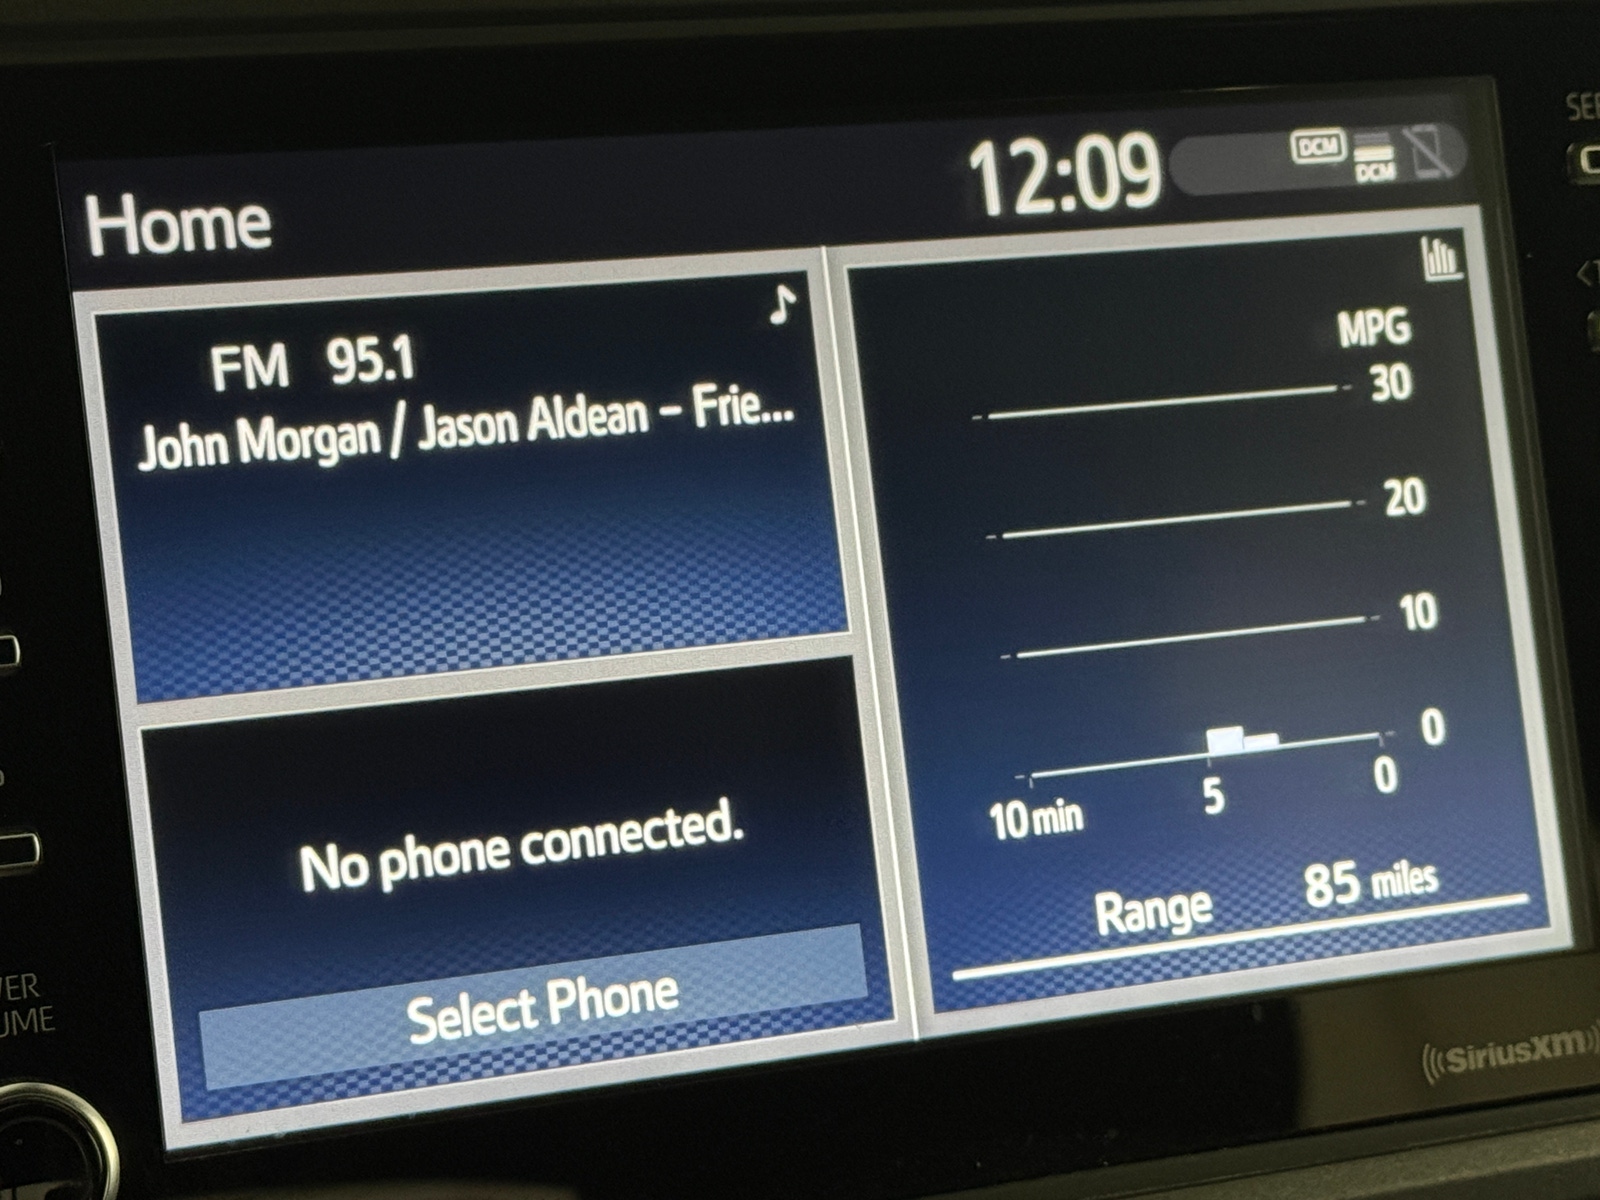 Home
12:09
DCM
DCM
FM 95.1
John Morgan / Jason Aldean – Frie...
No phone connected.
Select Phone
MPG
30
20
10
0
10 min 5 0
Range 85 miles
SiriusXm